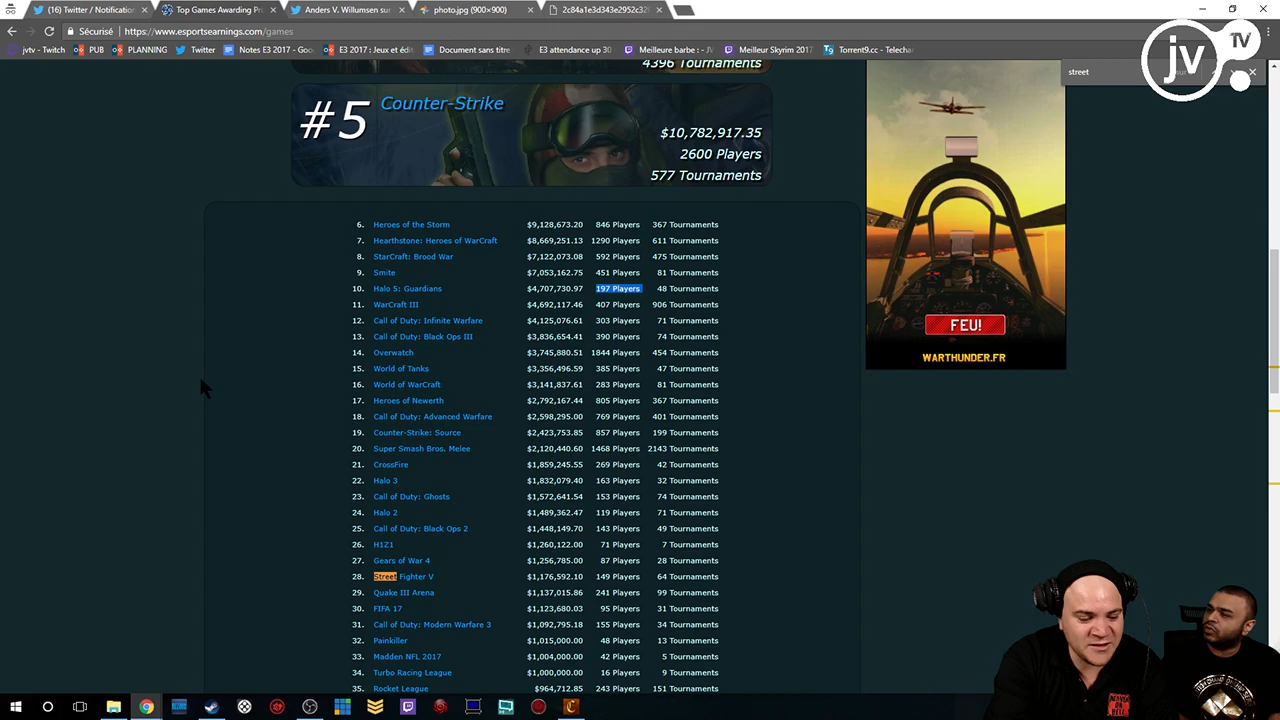 (16) Twitter / Notification
Top Games Awarding Pri
Anders V. Willumsen sur
photo.jpg (900×900)
2c84a1e3d343e2952c32
Sécurisé
https://www.esportsearnings.com/games
jvtv - Twitch
PUB
PLANNING
Twitter
Notes E3 2017 - Goo
E3 2017 : Jeux et édit
Document sans titre
E3 attendance up 30
Meilleure barbe : - JV
Meilleur Skyrim 2017
Torrent9.cc - Telecha
jv TV
street
4396 Tournaments
#5 Counter-Strike
$10,782,917.35
2600 Players
577 Tournaments
6. Heroes of the Storm $9,128,673.20 846 Players 367 Tournaments
7. Hearthstone: Heroes of WarCraft $8,669,251.13 1290 Players 611 Tournaments
8. StarCraft: Brood War $7,122,073.08 592 Players 475 Tournaments
9. Smite $7,053,162.75 451 Players 81 Tournaments
10. Halo 5: Guardians $4,707,730.97 197 Players 48 Tournaments
11. WarCraft III $4,692,117.46 407 Players 906 Tournaments
12. Call of Duty: Infinite Warfare $4,125,076.61 303 Players 71 Tournaments
13. Call of Duty: Black Ops III $3,836,654.41 390 Players 74 Tournaments
14. Overwatch $3,745,880.51 1844 Players 454 Tournaments
15. World of Tanks $3,356,496.59 385 Players 47 Tournaments
16. World of WarCraft $3,141,837.61 283 Players 81 Tournaments
17. Heroes of Newerth $2,792,167.44 805 Players 367 Tournaments
18. Call of Duty: Advanced Warfare $2,598,295.00 769 Players 401 Tournaments
19. Counter-Strike: Source $2,423,753.85 857 Players 199 Tournaments
20. Super Smash Bros. Melee $2,120,440.60 1468 Players 2143 Tournaments
21. CrossFire $1,859,245.55 269 Players 42 Tournaments
22. Halo 3 $1,832,079.40 163 Players 32 Tournaments
23. Call of Duty: Ghosts $1,572,641.54 153 Players 74 Tournaments
24. Halo 2 $1,489,362.47 119 Players 71 Tournaments
25. Call of Duty: Black Ops 2 $1,448,149.70 143 Players 49 Tournaments
26. H1Z1 $1,260,122.00 71 Players 7 Tournaments
27. Gears of War 4 $1,256,785.00 87 Players 28 Tournaments
28. Street Fighter V $1,176,592.10 149 Players 64 Tournaments
29. Quake III Arena $1,137,015.86 241 Players 99 Tournaments
30. FIFA 17 $1,123,680.03 95 Players 31 Tournaments
31. Call of Duty: Modern Warfare 3 $1,092,795.18 155 Players 34 Tournaments
32. Painkiller $1,015,000.00 48 Players 13 Tournaments
33. Madden NFL 2017 $1,004,000.00 42 Players 5 Tournaments
34. Turbo Racing League $1,000,000.00 16 Players 9 Tournaments
35. Rocket League $964,712.85 243 Players 151 Tournaments
FEU!
WARTHUNDER.FR